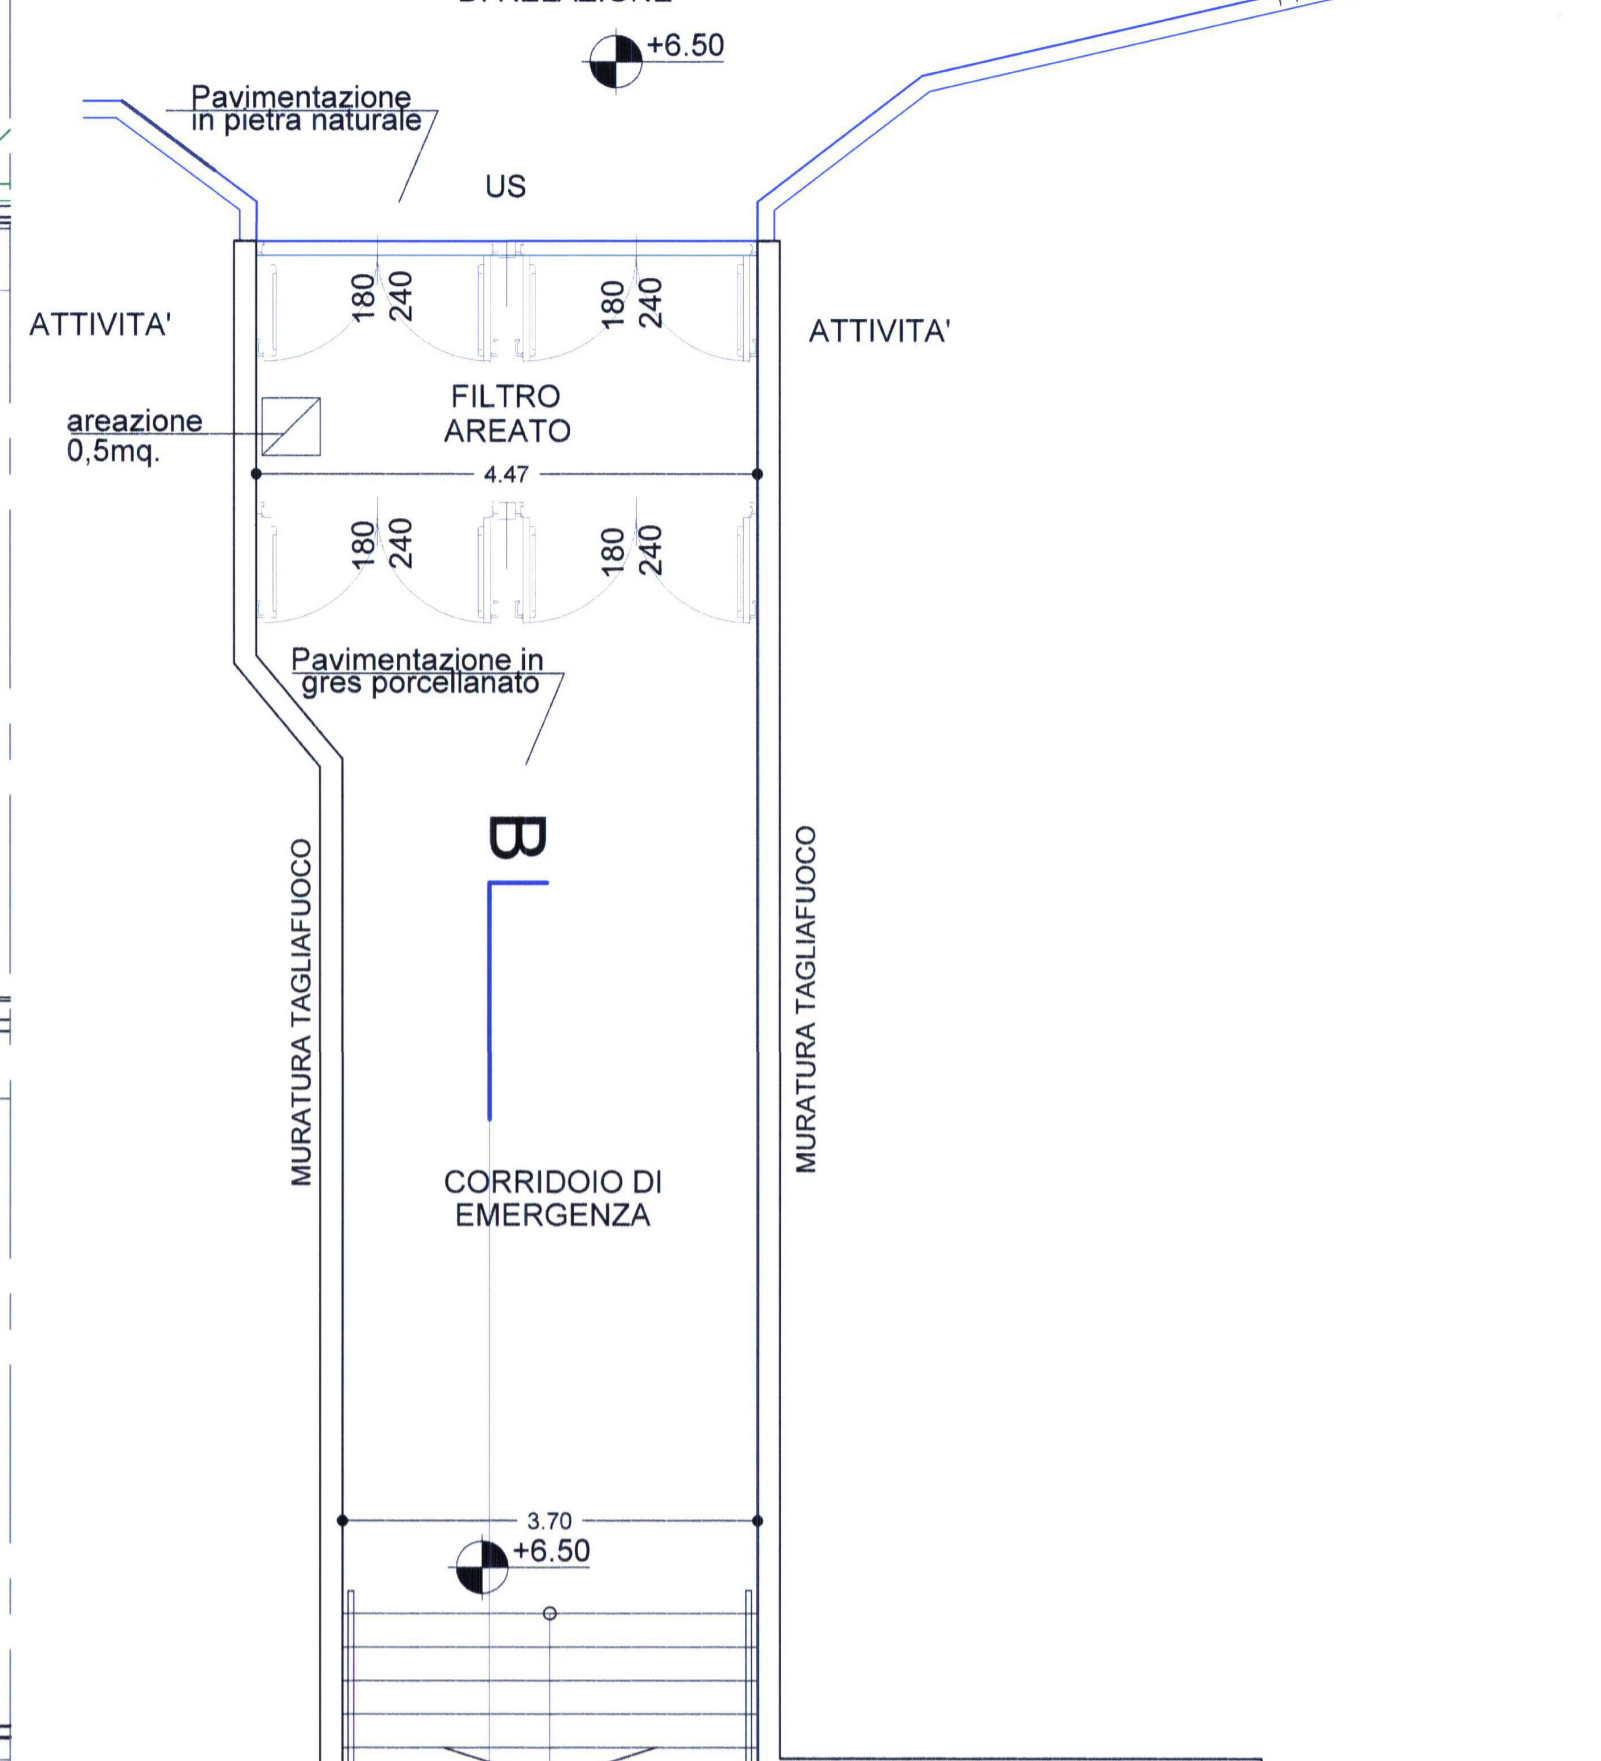 +6.50
Pavimentazione
in pietra naturale
US
180
240
180
240
ATTIVITA'
ATTIVITA'
FILTRO
AREATO
areazione
0,5mq.
4.47
180
240
180
240
Pavimentazione in
gres porcellanato
B
MURATURA TAGLIAFUOCO
MURATURA TAGLIAFUOCO
CORRIDOIO DI
EMERGENZA
3.70
+6.50